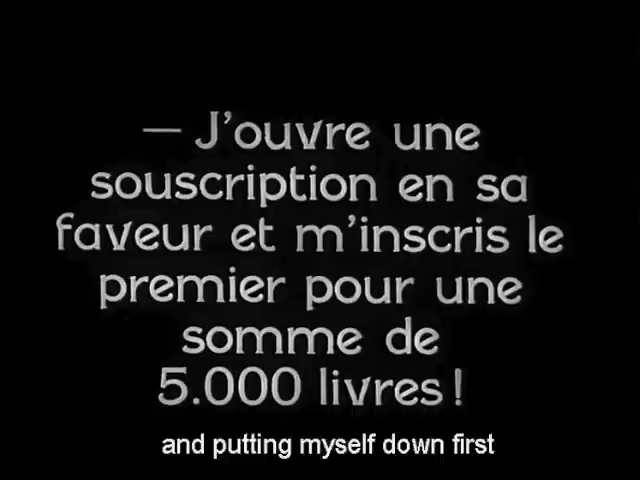 — J'ouvre une
souscription en sa
faveur et m'inscris le
premier pour une
somme de
5.000 livres!
and putting myself down first